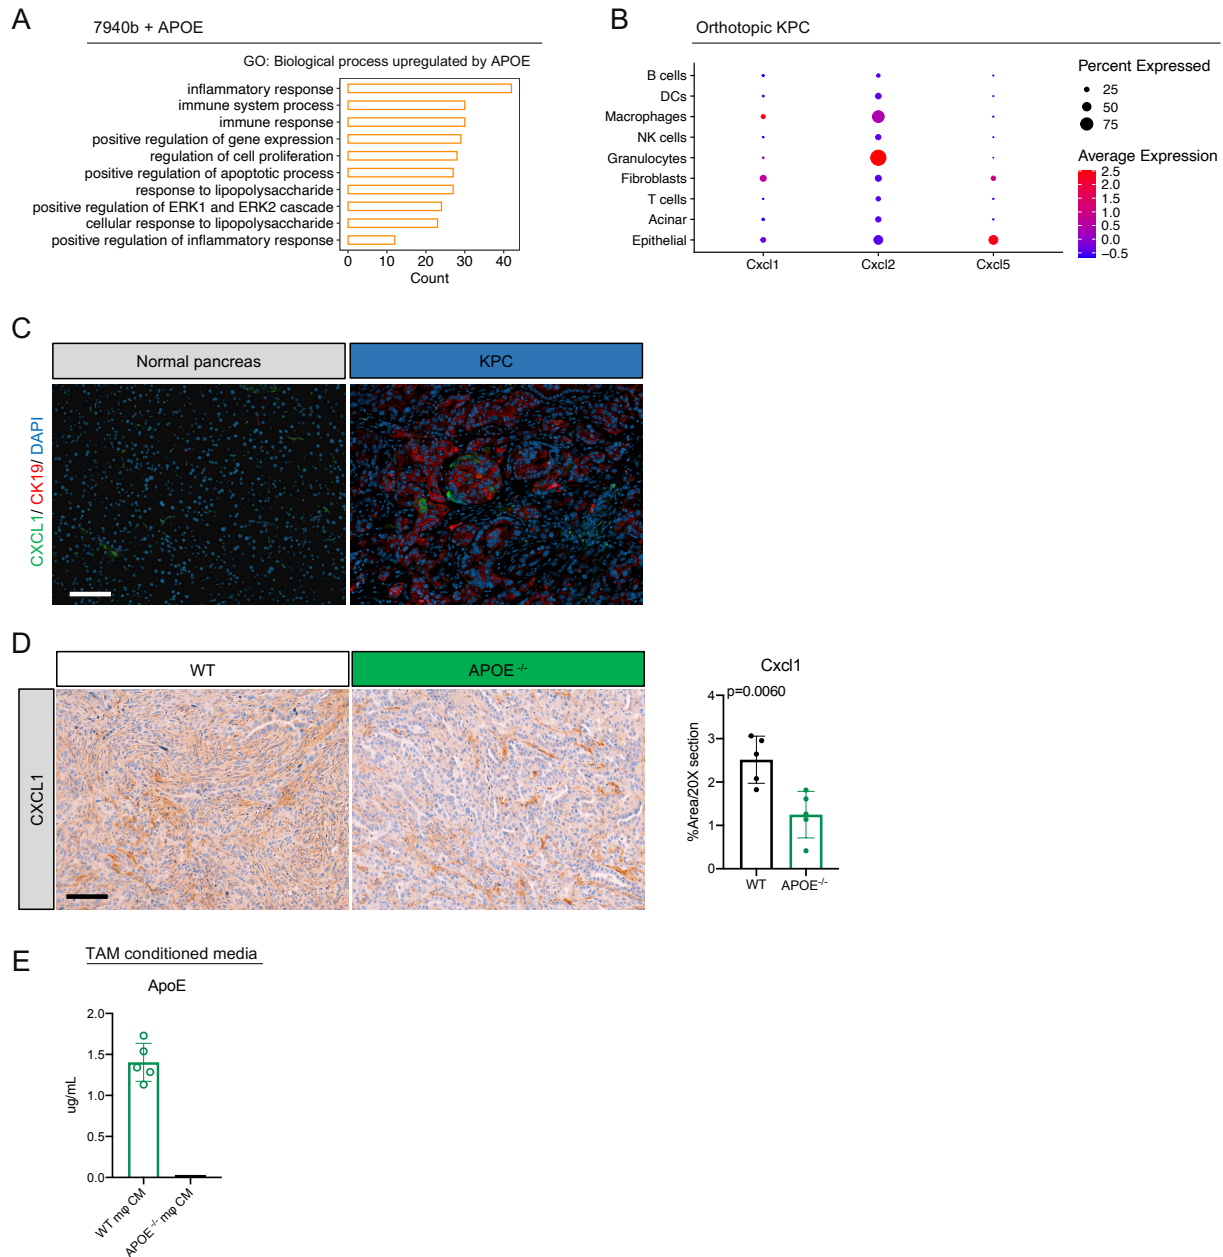 A
7940b + APOE
GO: Biological process upregulated by APOE
inflammatory response
immune system process
immune response
positive regulation of gene expression
regulation of cell proliferation
positive regulation of apoptotic process
response to lipopolysaccharide
positive regulation of ERK1 and ERK2 cascade
cellular response to lipopolysaccharide
positive regulation of inflammatory response
0 10 20 30 40
Count
B
Orthotopic KPC
B cells
DCs
Macrophages
NK cells
Granulocytes
Fibroblasts
T cells
Acinar
Epithelial
Cxcl1 Cxcl2 Cxcl5
Percent Expressed
25
50
75
Average Expression
2.5
2.0
1.5
1.0
0.5
0.0
−0.5
C
Normal pancreas
KPC
CXCL1/ CK19/ DAPI
D
WT
APOE -/-
CXCL1
Cxcl1
p=0.0060
4
3
2
1
0
%Area/20X section
WT APOE-/-
E
TAM conditioned media
ApoE
2.0
1.5
1.0
0.5
0.0
ug/mL
WT mφ CM
APOE-/- mφ CM